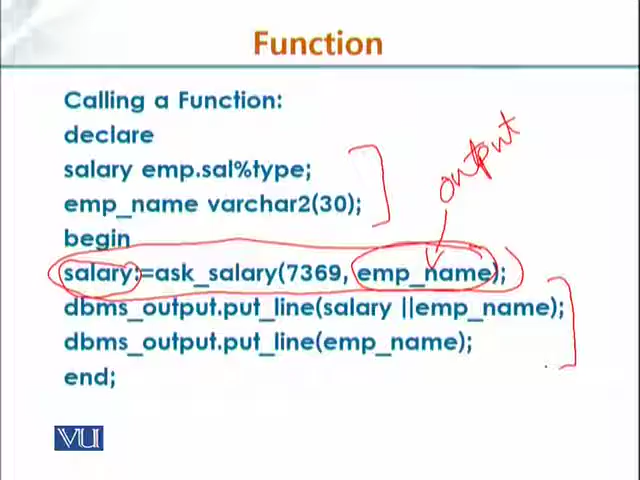 Function
Calling a Function:
declare
salary emp.sal%type;
emp_name varchar2(30);
output
begin
salary:=ask_salary(7369, emp_name);
dbms_output.put_line(salary ||emp_name);
dbms_output.put_line(emp_name);
end;
VU